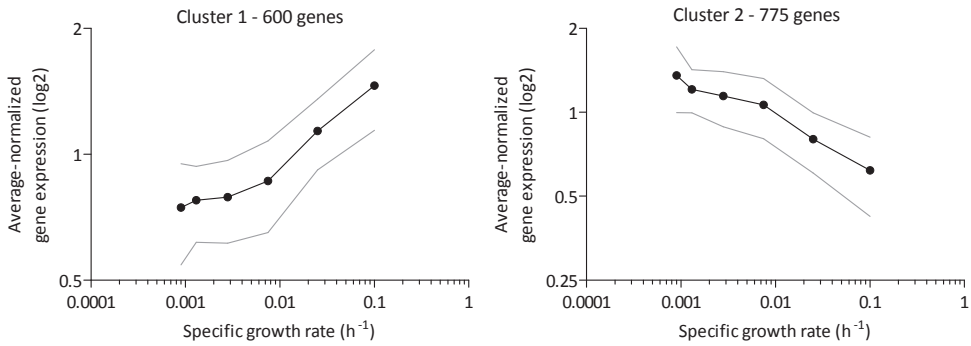 Cluster 1 - 600 genes
2
1
0.5
Average-normalized
gene expression (log2)
0.0001
0.001
0.01
0.1
1
Specific growth rate (h⁻¹)
Cluster 2 - 775 genes
2
1
0.5
0.25
Average-normalized
gene expression (log2)
0.0001
0.001
0.01
0.1
1
Specific growth rate (h⁻¹)